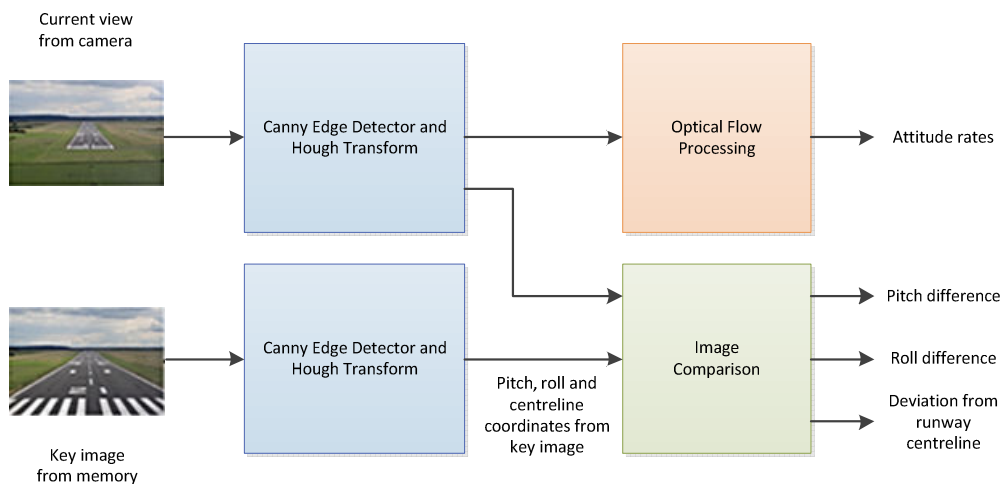 Current view
from camera
Canny Edge Detector and
Hough Transform
Optical Flow
Processing
Attitude rates
Canny Edge Detector and
Hough Transform
Pitch, roll and
centreline
coordinates from
key image
Image
Comparison
Pitch difference
Roll difference
Deviation from
runway
centreline
Key image
from memory